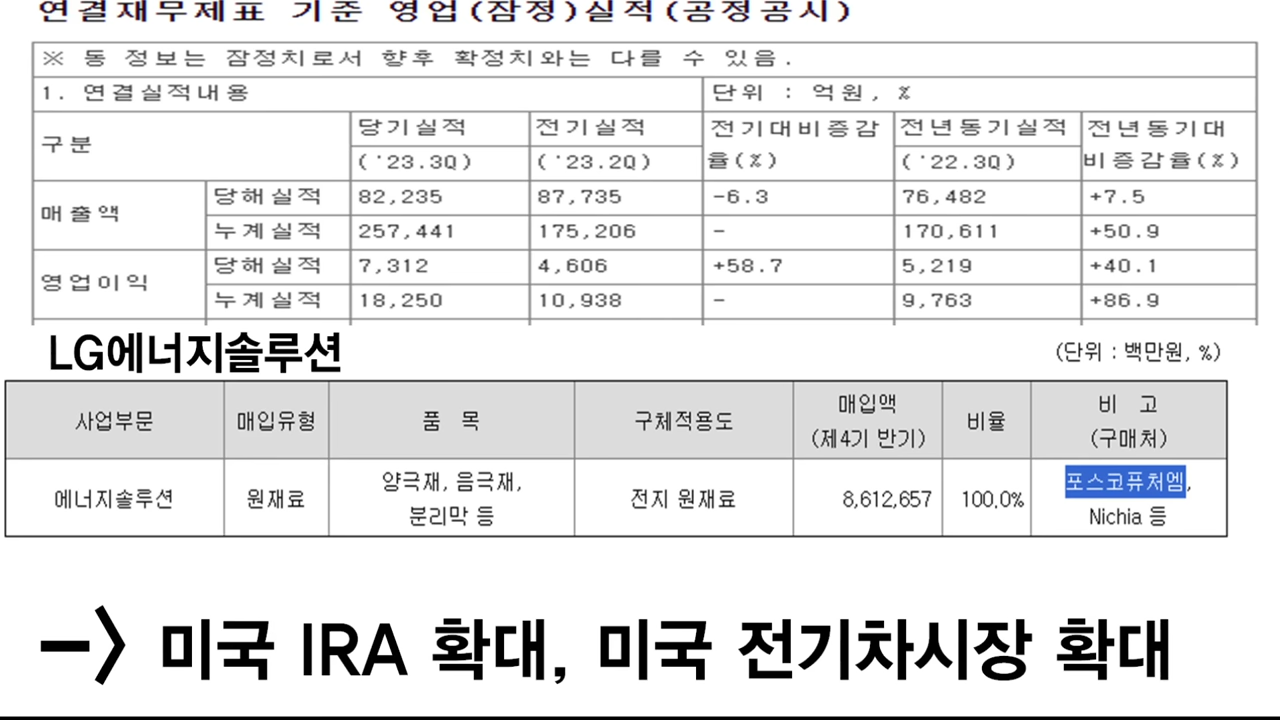 연결재무제표 기준 영업(잠정)실적(공정공시)
※ 동 정보는 잠정치로서 향후 확정치와는 다를 수 있음.
1. 연결실적내용 단위 : 억원, %
구분 당기실적 전기실적 전기대비증감 전년동기실적 전년동기대
('23.3Q) ('23.2Q) 율(%) ('22.3Q) 비증감율(%)
매출액 당해실적 82,235 87,735 -6.3 76,482 +7.5
누계실적 257,441 175,206 - 170,611 +50.9
영업이익 당해실적 7,312 4,606 +58.7 5,219 +40.1
누계실적 18,250 10,938 - 9,763 +86.9
LG에너지솔루션 (단위 : 백만원, %)
사업부문 매입유형 품 목 구체적용도 매입액 비율 비 고
(제4기 반기) (구매처)
에너지솔루션 원재료 양극재, 음극재, 전지 원재료 8,612,657 100.0% 포스코퓨처엠,
분리막 등 Nichia 등
-> 미국 IRA 확대, 미국 전기차시장 확대